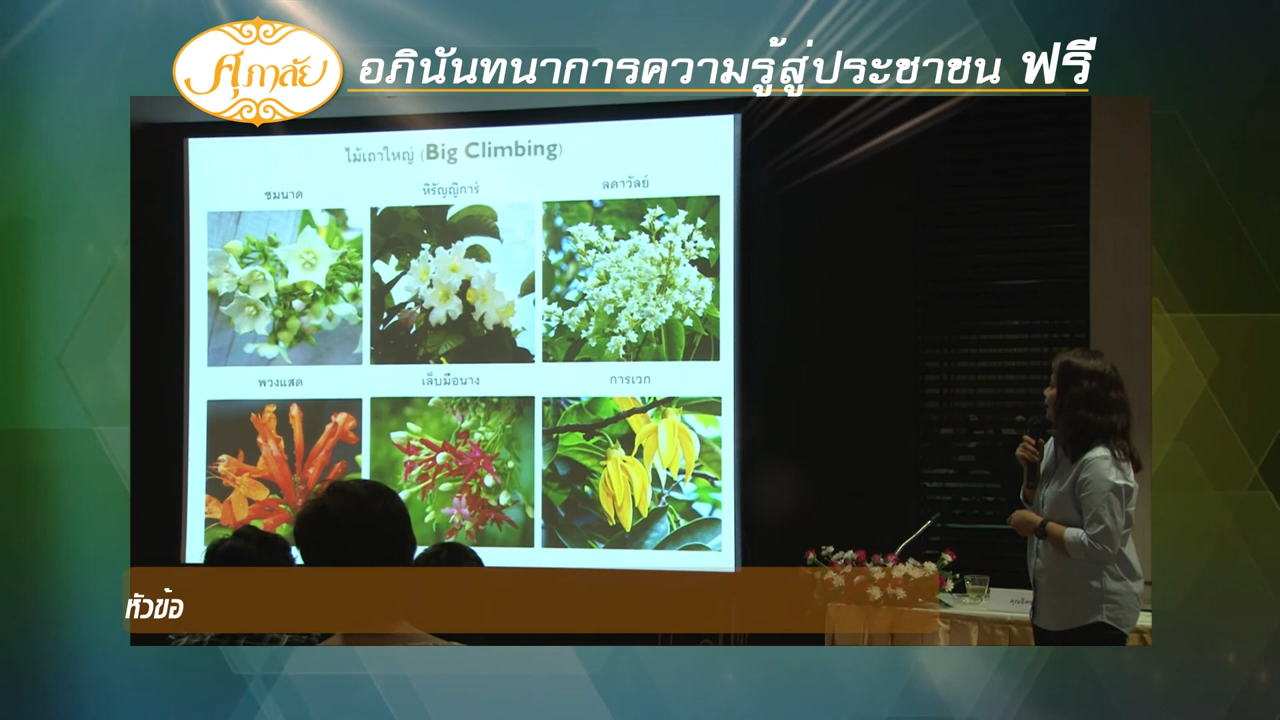 ศุภาลัย
อภินันทนาการความรู้สู่ประชาชน ฟรี
ไม้เถาใหญ่ (Big Climbing)
ชมนาด หิรัญญิการ์ ลดาวัลย์
พวงแสด เล็บมือนาง การเวก
หัวข้อ